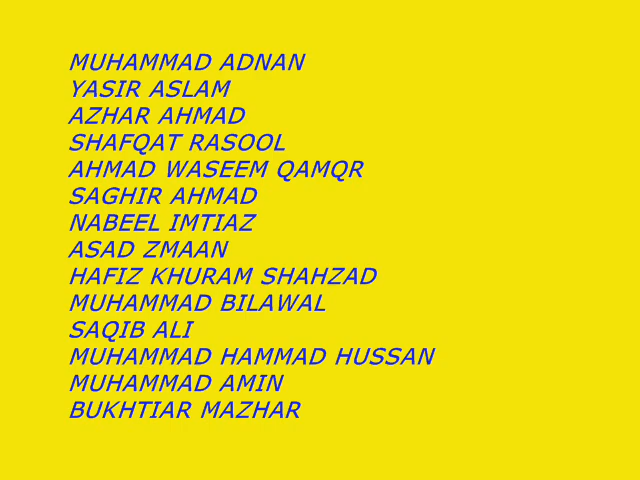 MUHAMMAD ADNAN
YASIR ASLAM
AZHAR AHMAD
SHAFQAT RASOOL
AHMAD WASEEM QAMQR
SAGHIR AHMAD
NABEEL IMTIAZ
ASAD ZMAAN
HAFIZ KHURAM SHAHZAD
MUHAMMAD BILAWAL
SAQIB ALI
MUHAMMAD HAMMAD HUSSAN
MUHAMMAD AMIN
BUKHTIAR MAZHAR